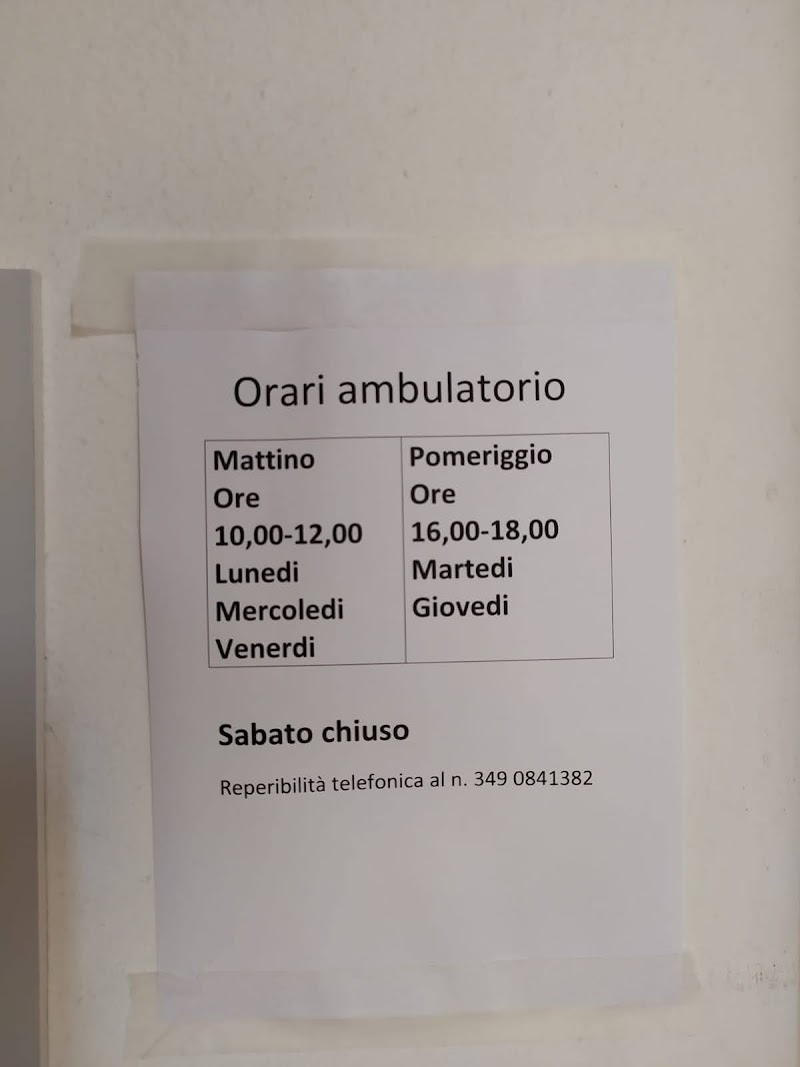 Orari ambulatorio
Mattino
Ore
10,00-12,00
Lunedi
Mercoledi
Venerdi
Pomeriggio
Ore
16,00-18,00
Martedi
Giovedi
Sabato chiuso
Reperibilità telefonica al n. 349 0841382